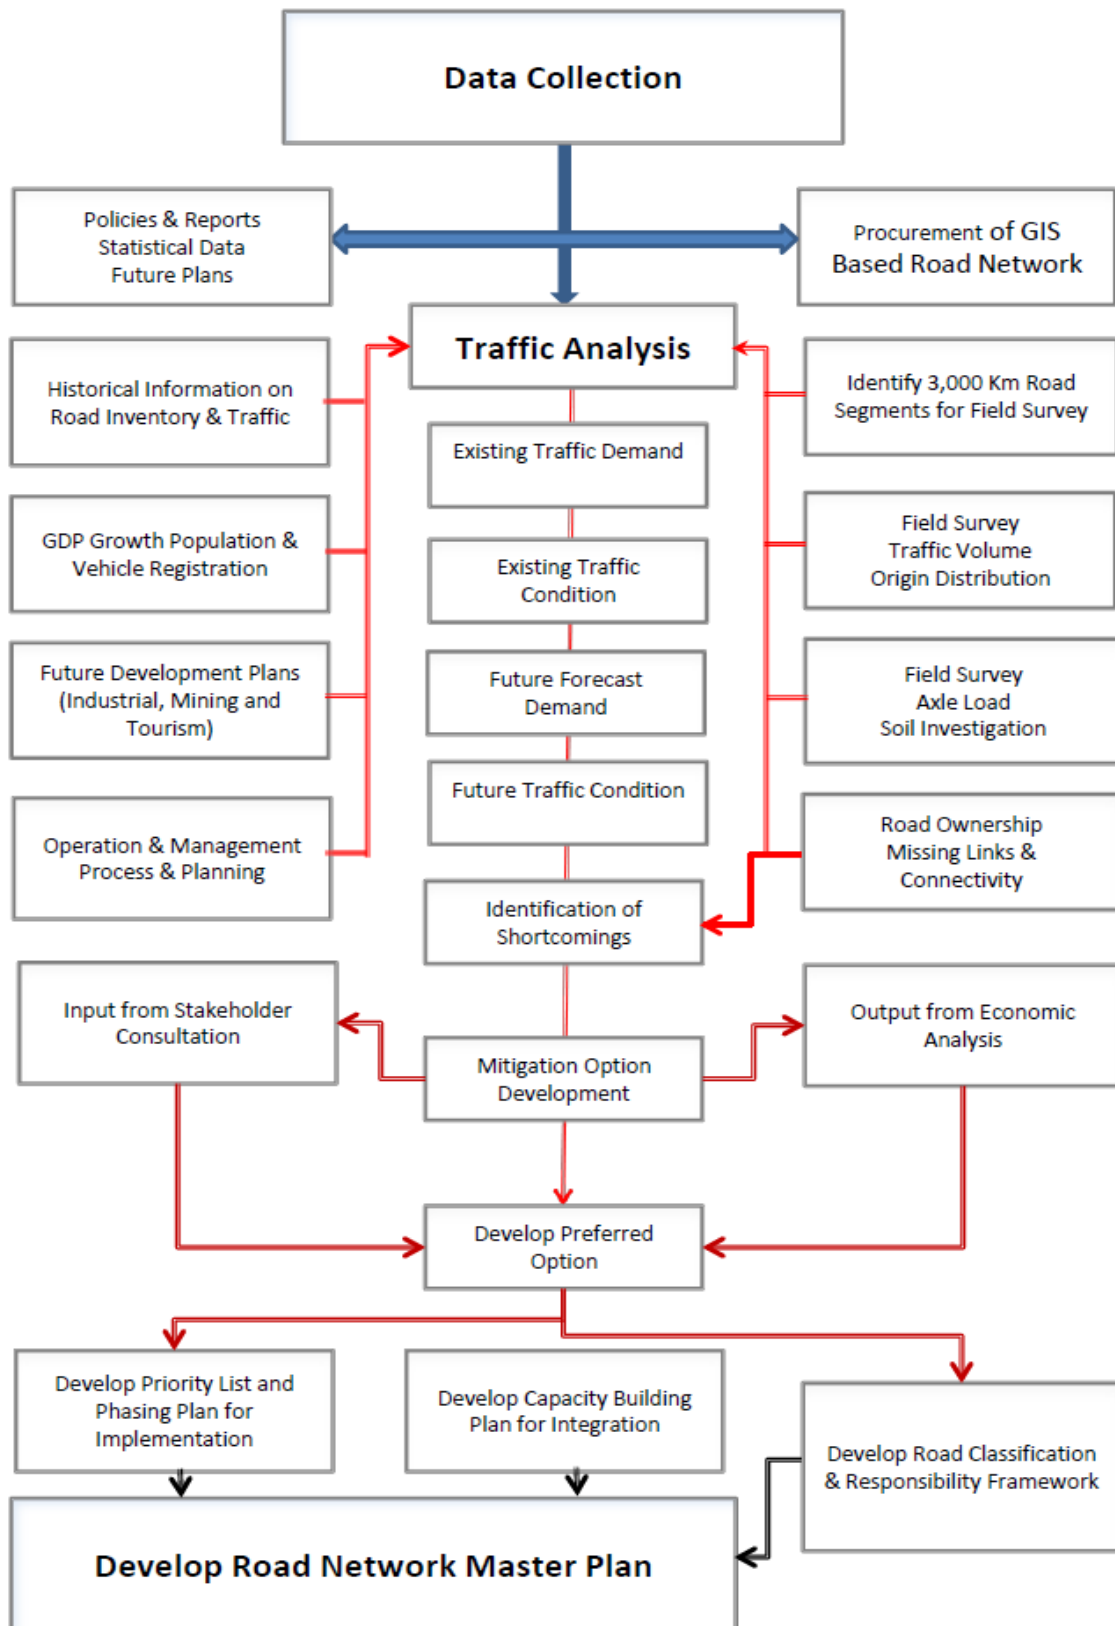 Data Collection
Policies & Reports
Statistical Data
Future Plans
Procurement of GIS
Based Road Network
Traffic Analysis
Historical Information on
Road Inventory & Traffic
Identify 3,000 Km Road
Segments for Field Survey
Existing Traffic Demand
GDP Growth Population &
Vehicle Registration
Existing Traffic
Condition
Field Survey
Traffic Volume
Origin Distribution
Future Development Plans
(Industrial, Mining and
Tourism)
Future Forecast
Demand
Field Survey
Axle Load
Soil Investigation
Future Traffic Condition
Operation & Management
Process & Planning
Road Ownership
Missing Links &
Connectivity
Identification of
Shortcomings
Input from Stakeholder
Consultation
Output from Economic
Analysis
Mitigation Option
Development
Develop Preferred
Option
Develop Priority List and
Phasing Plan for
Implementation
Develop Capacity Building
Plan for Integration
Develop Road Classification
& Responsibility Framework
Develop Road Network Master Plan